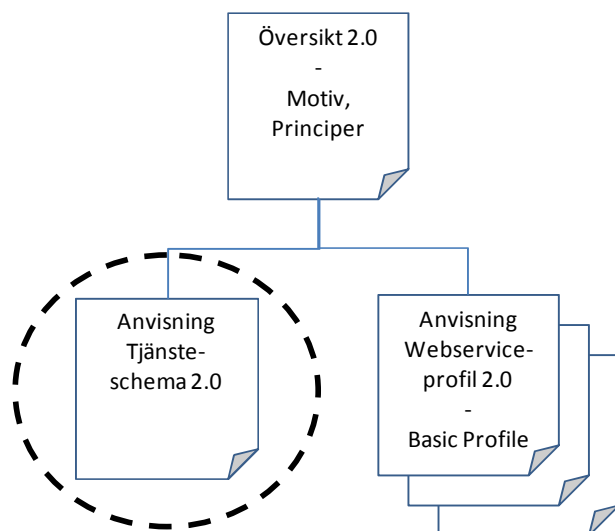 Översikt 2.0
-
Motiv,
Principer
Anvisning
Tjänste-
schema 2.0
Anvisning
Webservice-
profil 2.0
-
Basic Profile